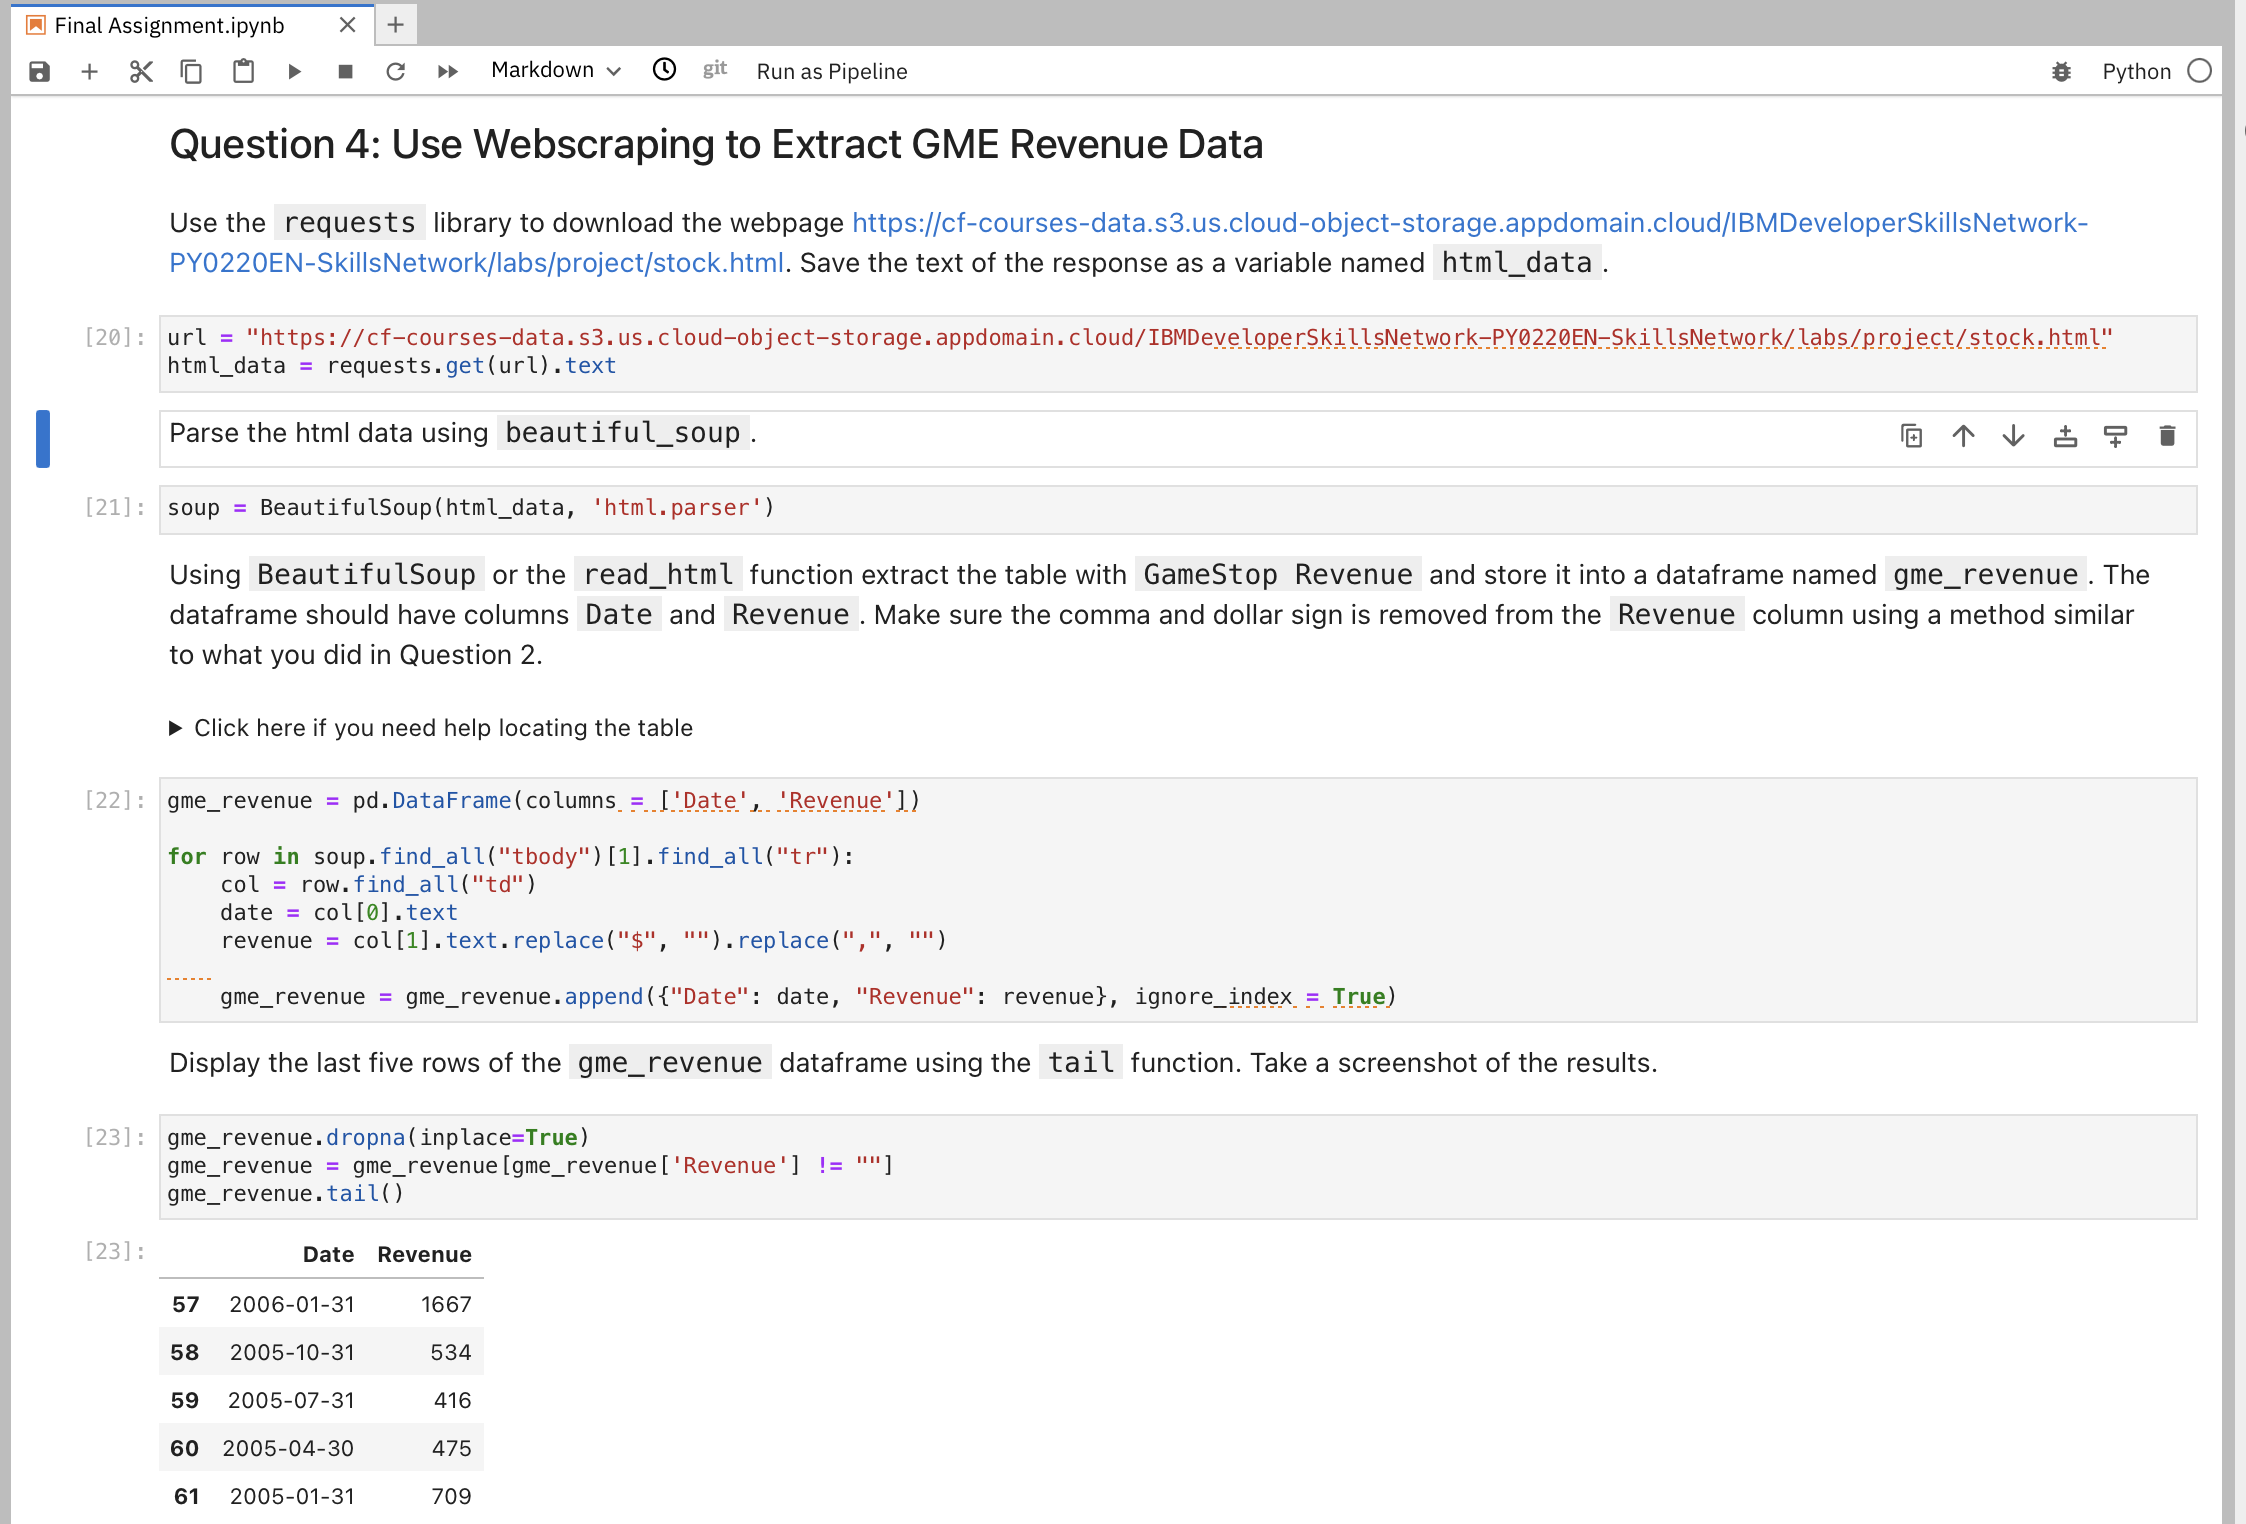 Final Assignment.ipynb
Markdown git Run as Pipeline Python
Question 4: Use Webscraping to Extract GME Revenue Data
Use the requests library to download the webpage https://cf-courses-data.s3.us.cloud-object-storage.appdomain.cloud/IBMDeveloperSkillsNetwork-
PY0220EN-SkillsNetwork/labs/project/stock.html. Save the text of the response as a variable named html_data .
[20]: url = "https://cf-courses-data.s3.us.cloud-object-storage.appdomain.cloud/IBMDeveloperSkillsNetwork-PY0220EN-SkillsNetwork/labs/project/stock.html"
html_data = requests.get(url).text
Parse the html data using beautiful_soup .
[21]: soup = BeautifulSoup(html_data, 'html.parser')
Using BeautifulSoup or the read_html function extract the table with GameStop Revenue and store it into a dataframe named gme_revenue . The
dataframe should have columns Date and Revenue . Make sure the comma and dollar sign is removed from the Revenue column using a method similar
to what you did in Question 2.
Click here if you need help locating the table
[22]: gme_revenue = pd.DataFrame(columns = ['Date', 'Revenue'])
for row in soup.find_all("tbody")[1].find_all("tr"):
col = row.find_all("td")
date = col[0].text
revenue = col[1].text.replace("$", "").replace(",", "")
gme_revenue = gme_revenue.append({"Date": date, "Revenue": revenue}, ignore_index = True)
Display the last five rows of the gme_revenue dataframe using the tail function. Take a screenshot of the results.
[23]: gme_revenue.dropna(inplace=True)
gme_revenue = gme_revenue[gme_revenue['Revenue'] != ""]
gme_revenue.tail()
[23]: Date Revenue
57 2006-01-31 1667
58 2005-10-31 534
59 2005-07-31 416
60 2005-04-30 475
61 2005-01-31 709